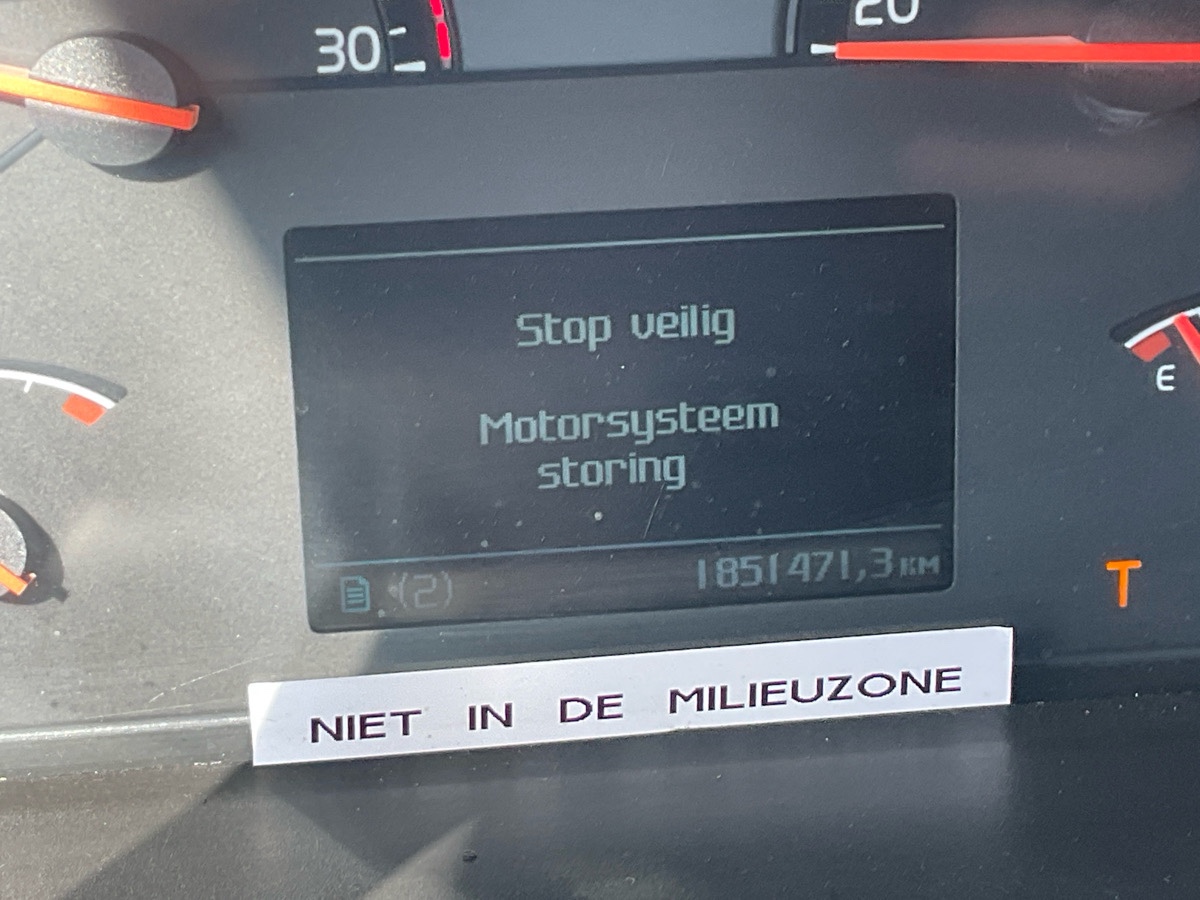 30
20
Stop veilig
E
Motorsysteem
storing
(2)
1851471,3 KM
T
NIET IN DE MILIEUZONE